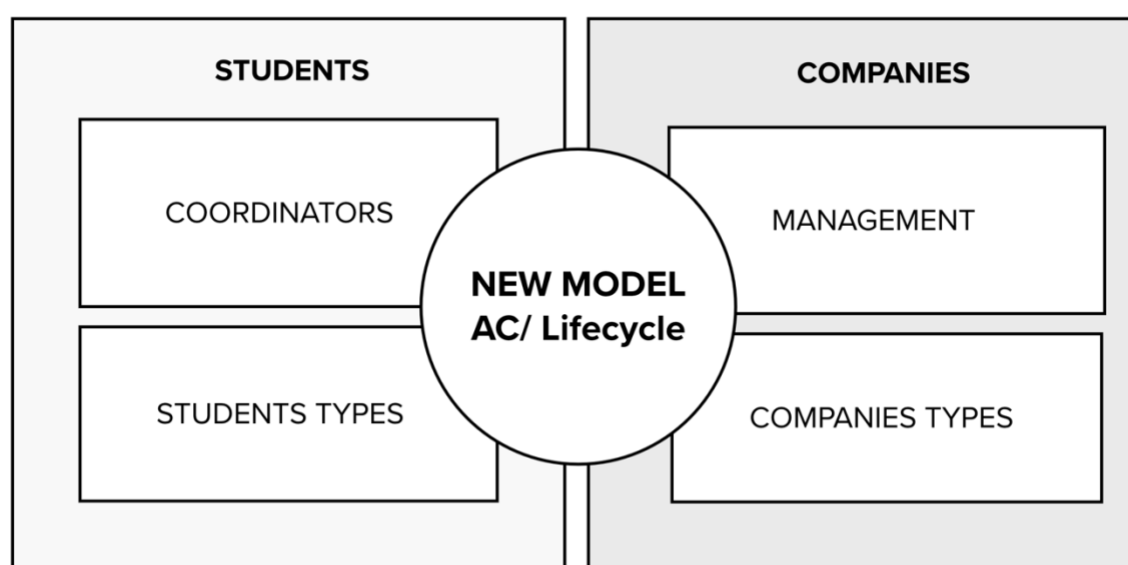 STUDENTS
COORDINATORS
STUDENTS TYPES
NEW MODEL
AC/ Lifecycle
COMPANIES
MANAGEMENT
COMPANIES TYPES